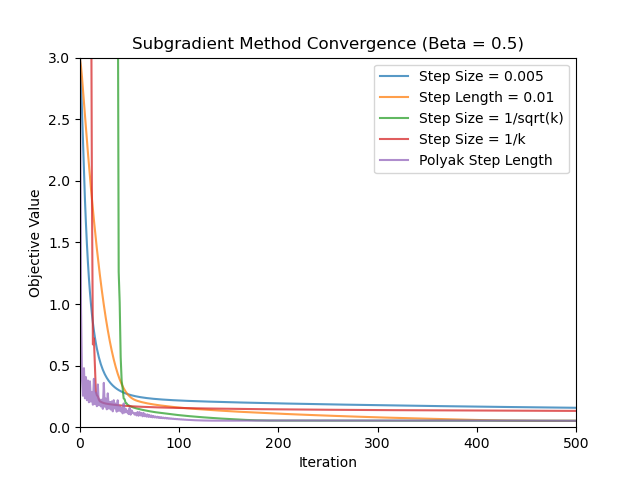 Subgradient Method Convergence (Beta = 0.5)
Step Size = 0.005
Step Length = 0.01
Step Size = 1/sqrt(k)
Step Size = 1/k
Polyak Step Length
Objective Value
3.0
2.5
2.0
1.5
1.0
0.5
0.0
0 100 200 300 400 500
Iteration